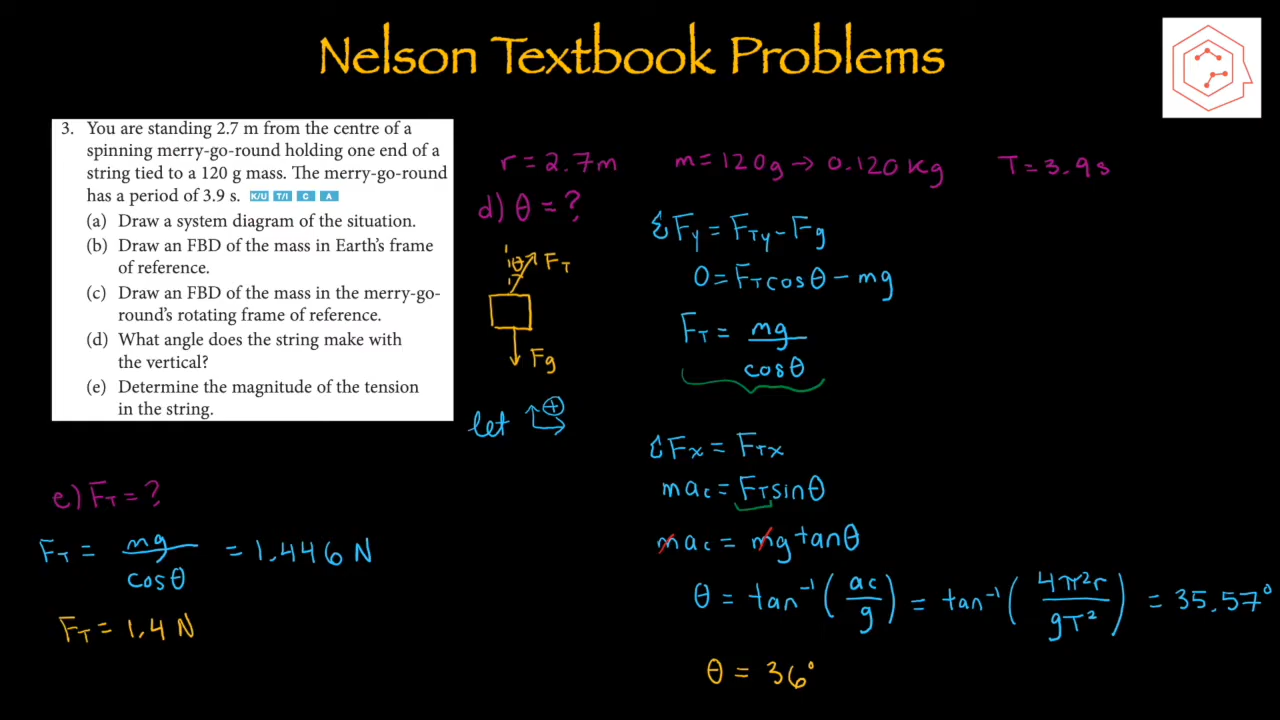 Nelson Textbook Problems
3. You are standing 2.7 m from the centre of a
spinning merry-go-round holding one end of a
string tied to a 120 g mass. The merry-go-round
has a period of 3.9 s. K/U T/I C A
(a) Draw a system diagram of the situation.
(b) Draw an FBD of the mass in Earth's frame
of reference.
(c) Draw an FBD of the mass in the merry-go-
round's rotating frame of reference.
(d) What angle does the string make with
the vertical?
(e) Determine the magnitude of the tension
in the string.
r = 2.7m m = 120g → 0.120 Kg T = 3.9 s
d) θ = ?
θ F_T
Fg
let +
ΣF_y = F_Ty - Fg
0 = F_T cosθ - mg
F_T = mg / cosθ
ΣF_x = F_Tx
mac = F_T sinθ
mac = mg tanθ
θ = tan⁻¹(ac/g) = tan⁻¹(4π²r/gT²) = 35.57°
θ = 36°
e) F_T = ?
F_T = mg / cosθ = 1.446 N
F_T = 1.4 N